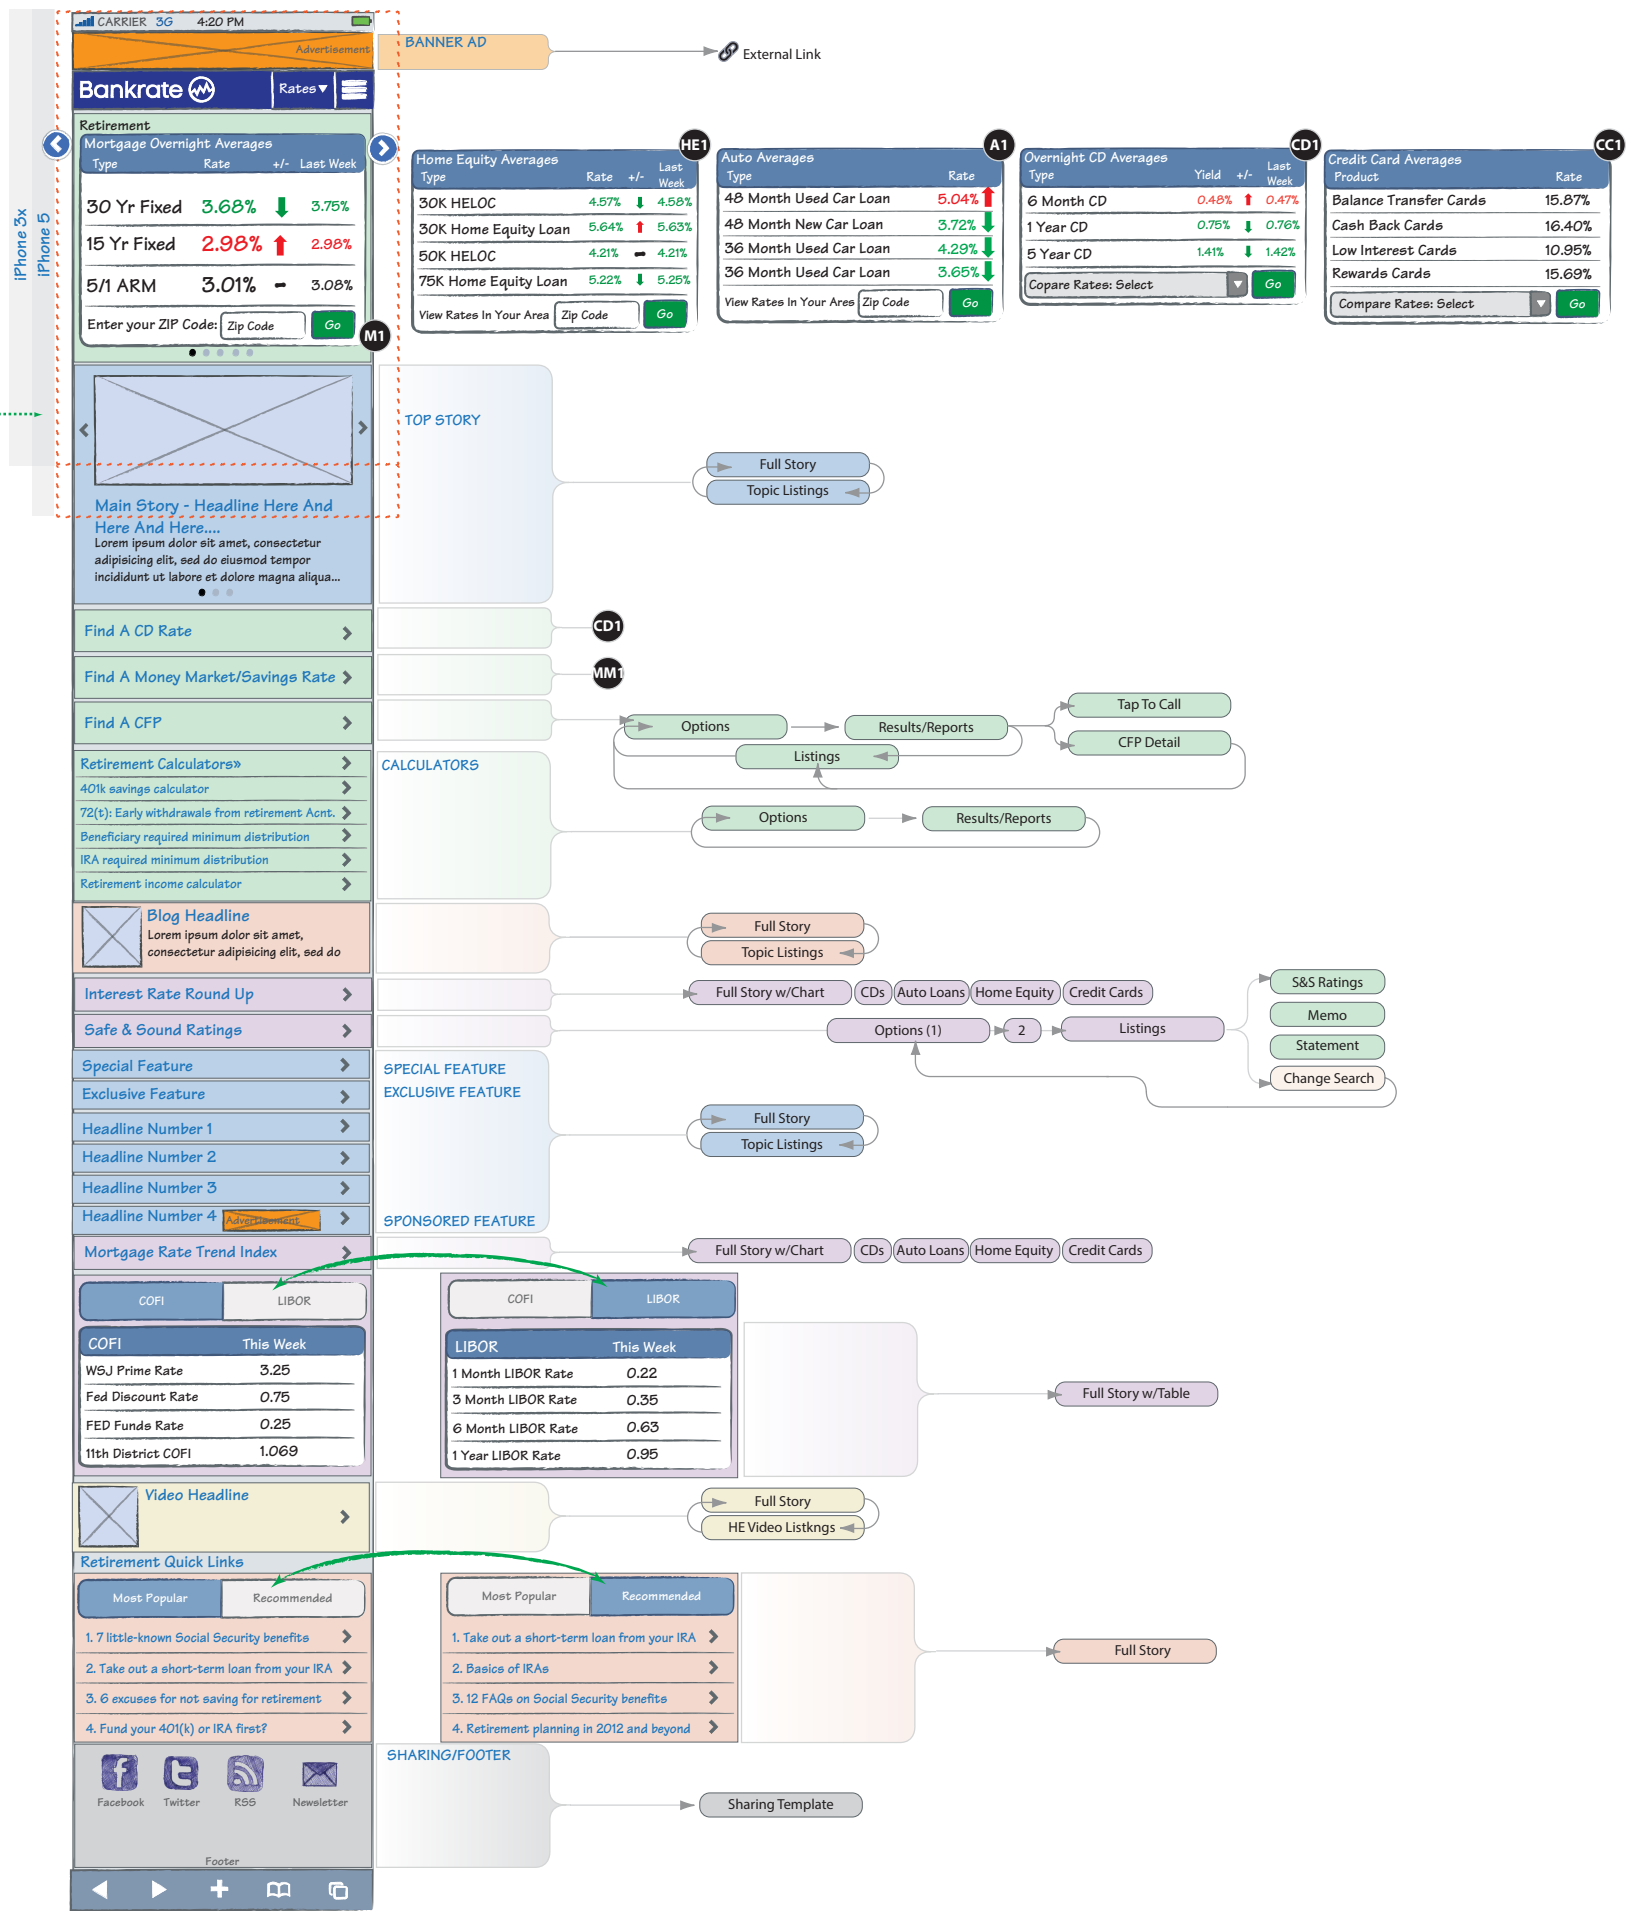 CARRIER 3G 4:20 PM
Advertisement
BANNER AD
External Link
Bankrate
Rates
iPhone 3x
iPhone 5
Retirement
Mortgage Overnight Averages
Type Rate +/- Last Week
30 Yr Fixed 3.68% 3.75%
15 Yr Fixed 2.98% 2.98%
5/1 ARM 3.01% 3.08%
Enter your ZIP Code: Zip Code Go
M1
HE1
Home Equity Averages
Type Rate +/- Last Week
30K HELOC 4.57% 4.58%
30K Home Equity Loan 5.64% 5.63%
50K HELOC 4.21% 4.21%
75K Home Equity Loan 5.22% 5.25%
View Rates In Your Area Zip Code Go
A1
Auto Averages
Type Rate
48 Month Used Car Loan 5.04%
48 Month New Car Loan 3.72%
36 Month Used Car Loan 4.29%
36 Month Used Car Loan 3.65%
View Rates In Your Ares Zip Code Go
CD1
Overnight CD Averages
Type Yield +/- Last Week
6 Month CD 0.48% 0.47%
1 Year CD 0.75% 0.76%
5 Year CD 1.41% 1.42%
Copare Rates: Select Go
CC1
Credit Card Averages
Product Rate
Balance Transfer Cards 15.87%
Cash Back Cards 16.40%
Low Interest Cards 10.95%
Rewards Cards 15.69%
Compare Rates: Select Go
TOP STORY
Full Story
Topic Listings
Main Story - Headline Here And
Here And Here....
Lorem ipsum dolor sit amet, consectetur
adipisicing elit, sed do eiusmod tempor
incididunt ut labore et dolore magna aliqua...
Find A CD Rate
CD1
Find A Money Market/Savings Rate
MM1
Find A CFP
Options
Results/Reports
Listings
Tap To Call
CFP Detail
Retirement Calculators»
CALCULATORS
401k savings calculator
72(t): Early withdrawals from retirement Acnt.
Beneficiary required minimum distribution
IRA required minimum distribution
Retirement income calculator
Options
Results/Reports
Blog Headline
Lorem ipsum dolor sit amet,
consectetur adipisicing elit, sed do
Full Story
Topic Listings
Interest Rate Round Up
Full Story w/Chart CDs Auto Loans Home Equity Credit Cards
Safe & Sound Ratings
Options (1) 2 Listings
S&S Ratings
Memo
Statement
Change Search
Special Feature
SPECIAL FEATURE
Exclusive Feature
EXCLUSIVE FEATURE
Headline Number 1
Headline Number 2
Headline Number 3
Headline Number 4 Advertisement
SPONSORED FEATURE
Full Story
Topic Listings
Mortgage Rate Trend Index
Full Story w/Chart CDs Auto Loans Home Equity Credit Cards
COFI LIBOR
COFI This Week
WSJ Prime Rate 3.25
Fed Discount Rate 0.75
FED Funds Rate 0.25
11th District COFI 1.069
COFI LIBOR
LIBOR This Week
1 Month LIBOR Rate 0.22
3 Month LIBOR Rate 0.35
6 Month LIBOR Rate 0.63
1 Year LIBOR Rate 0.95
Full Story w/Table
Video Headline
Full Story
HE Video Listkngs
Retirement Quick Links
Most Popular Recommended
1. 7 little-known Social Security benefits
2. Take out a short-term loan from your IRA
3. 6 excuses for not saving for retirement
4. Fund your 401(k) or IRA first?
Most Popular Recommended
1. Take out a short-term loan from your IRA
2. Basics of IRAs
3. 12 FAQs on Social Security benefits
4. Retirement planning in 2012 and beyond
Full Story
SHARING/FOOTER
Facebook Twitter RSS Newsletter
Sharing Template
Footer